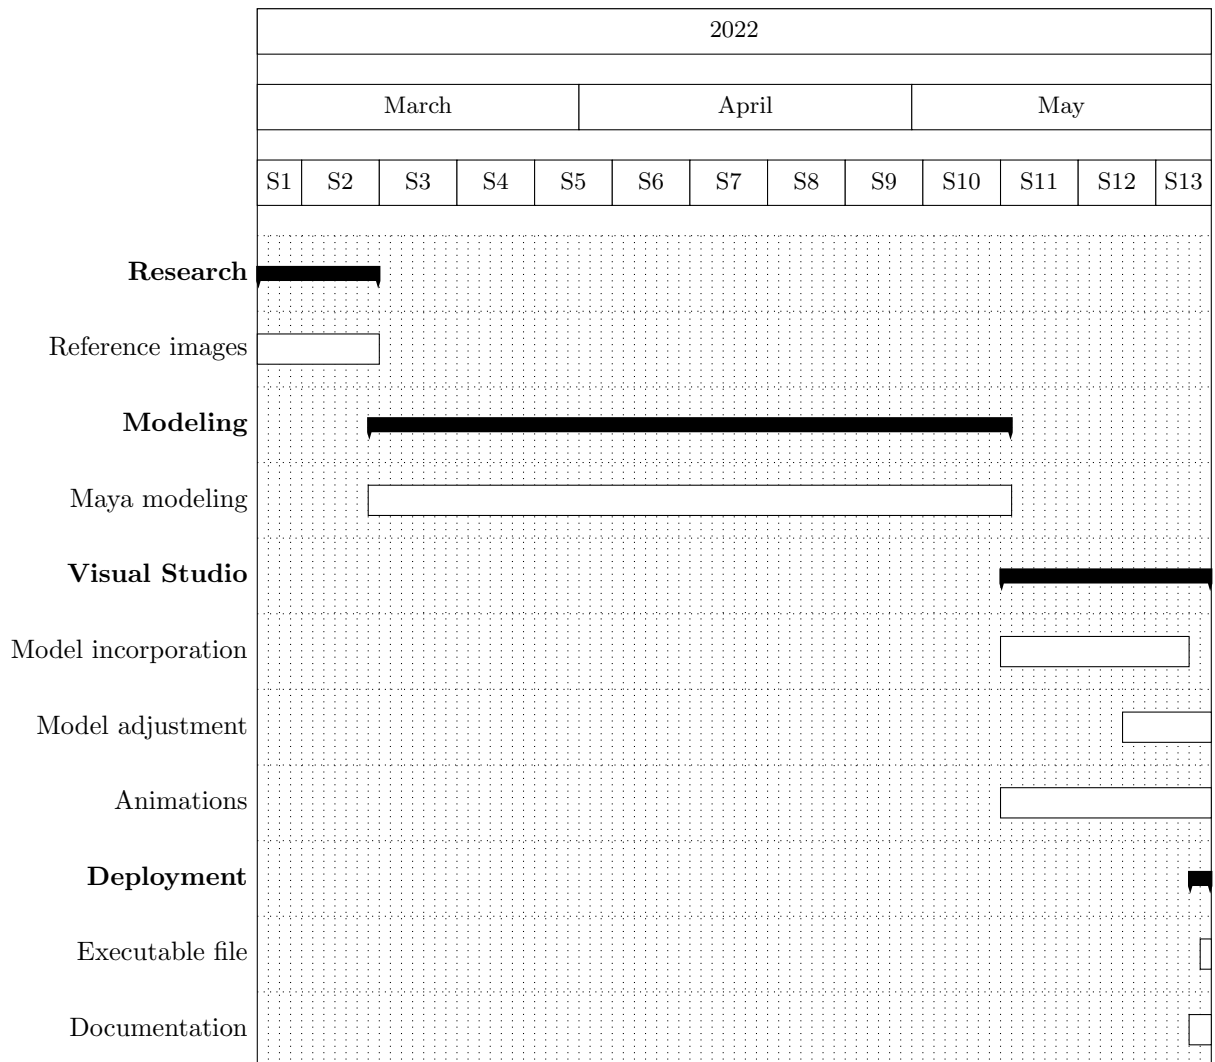 2022
March April May
S1 S2 S3 S4 S5 S6 S7 S8 S9 S10 S11 S12 S13
Research
Reference images
Modeling
Maya modeling
Visual Studio
Model incorporation
Model adjustment
Animations
Deployment
Executable file
Documentation